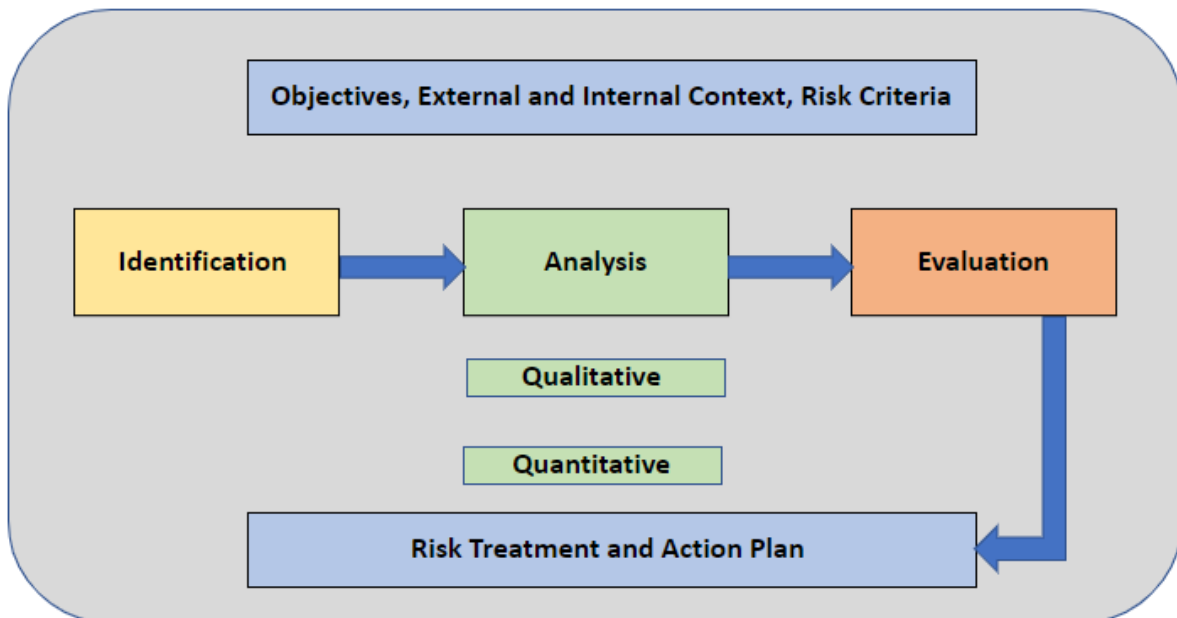 Objectives, External and Internal Context, Risk Criteria
Identification
Analysis
Evaluation
Qualitative
Quantitative
Risk Treatment and Action Plan